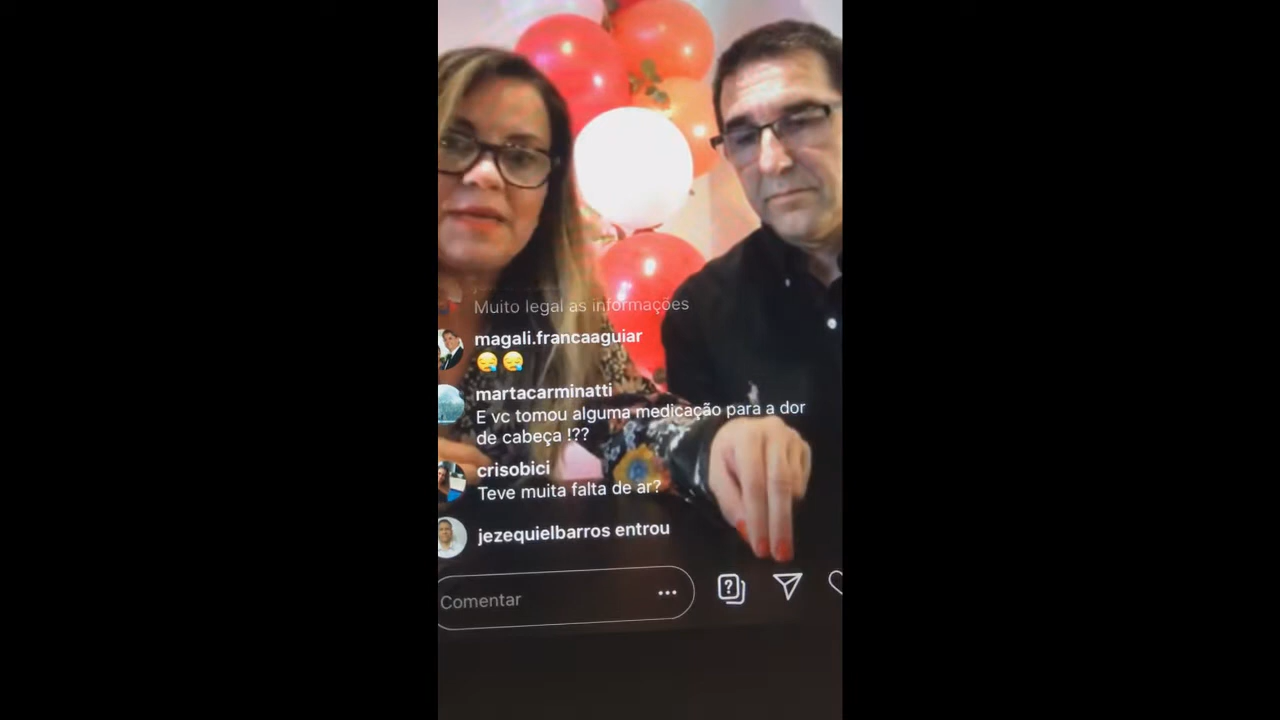 Muito legal as informações
magali.francaaguiar
😪 😪
martacarminatti
E vc tomou alguma medicação para a dor
de cabeça !??
crisobici
Teve muita falta de ar?
jezequielbarros entrou
Comentar